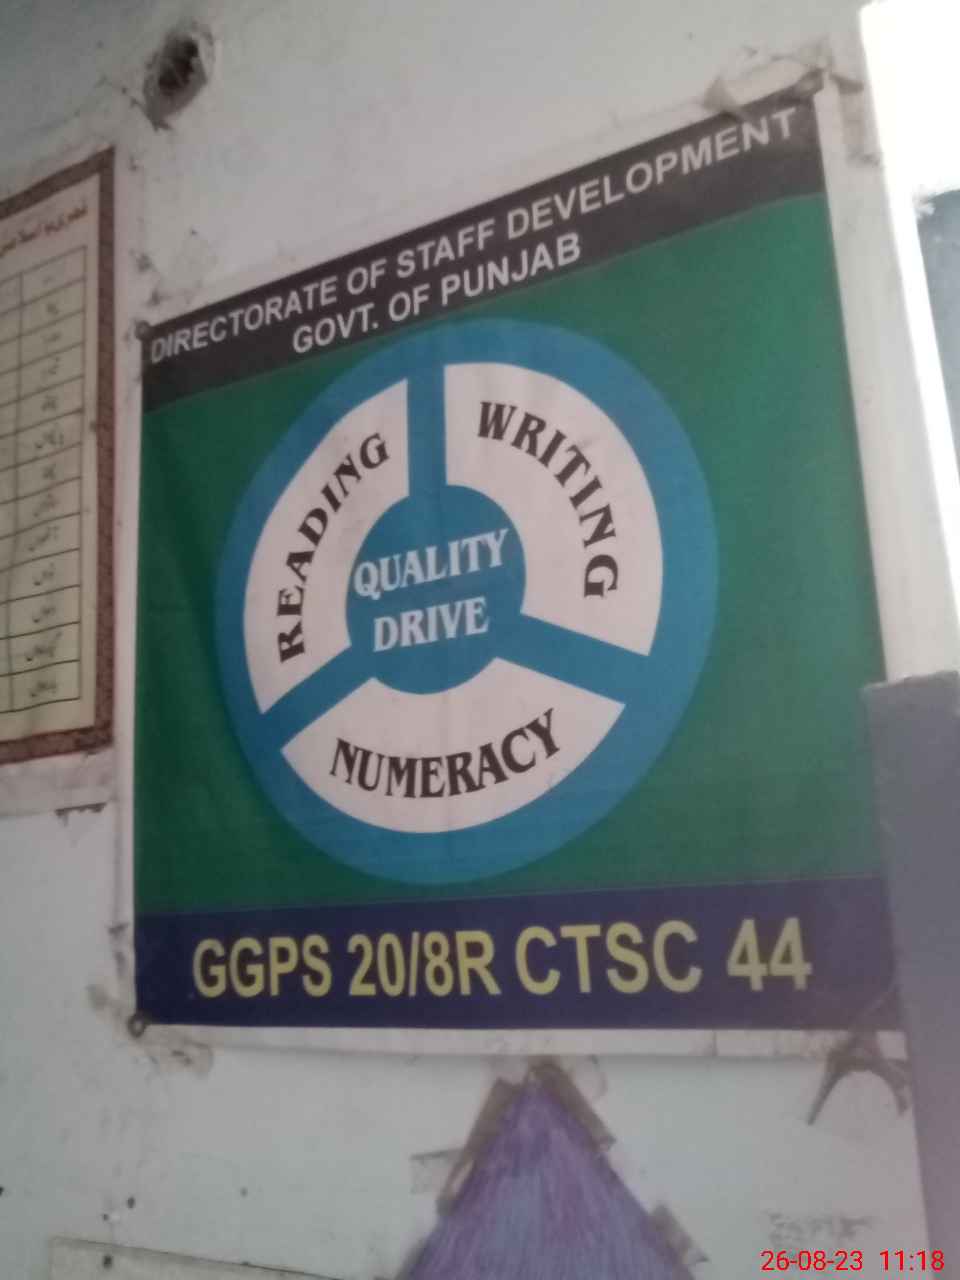 DIRECTORATE OF STAFF DEVELOPMENT
GOVT. OF PUNJAB
READING
WRITING
QUALITY
DRIVE
NUMERACY
GGPS 20/8R CTSC 44
26-08-23 11:18